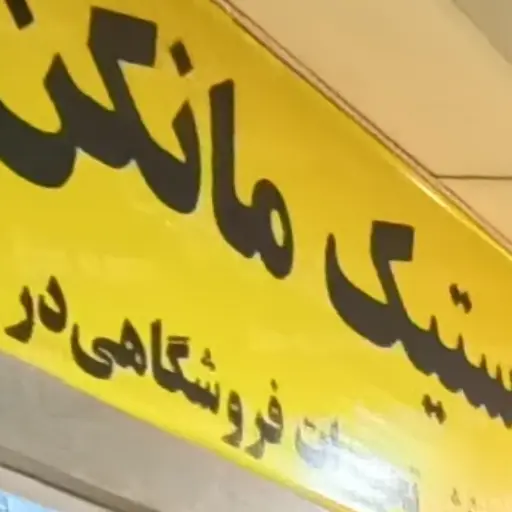 ستیک مانکن
فروشگاهی در